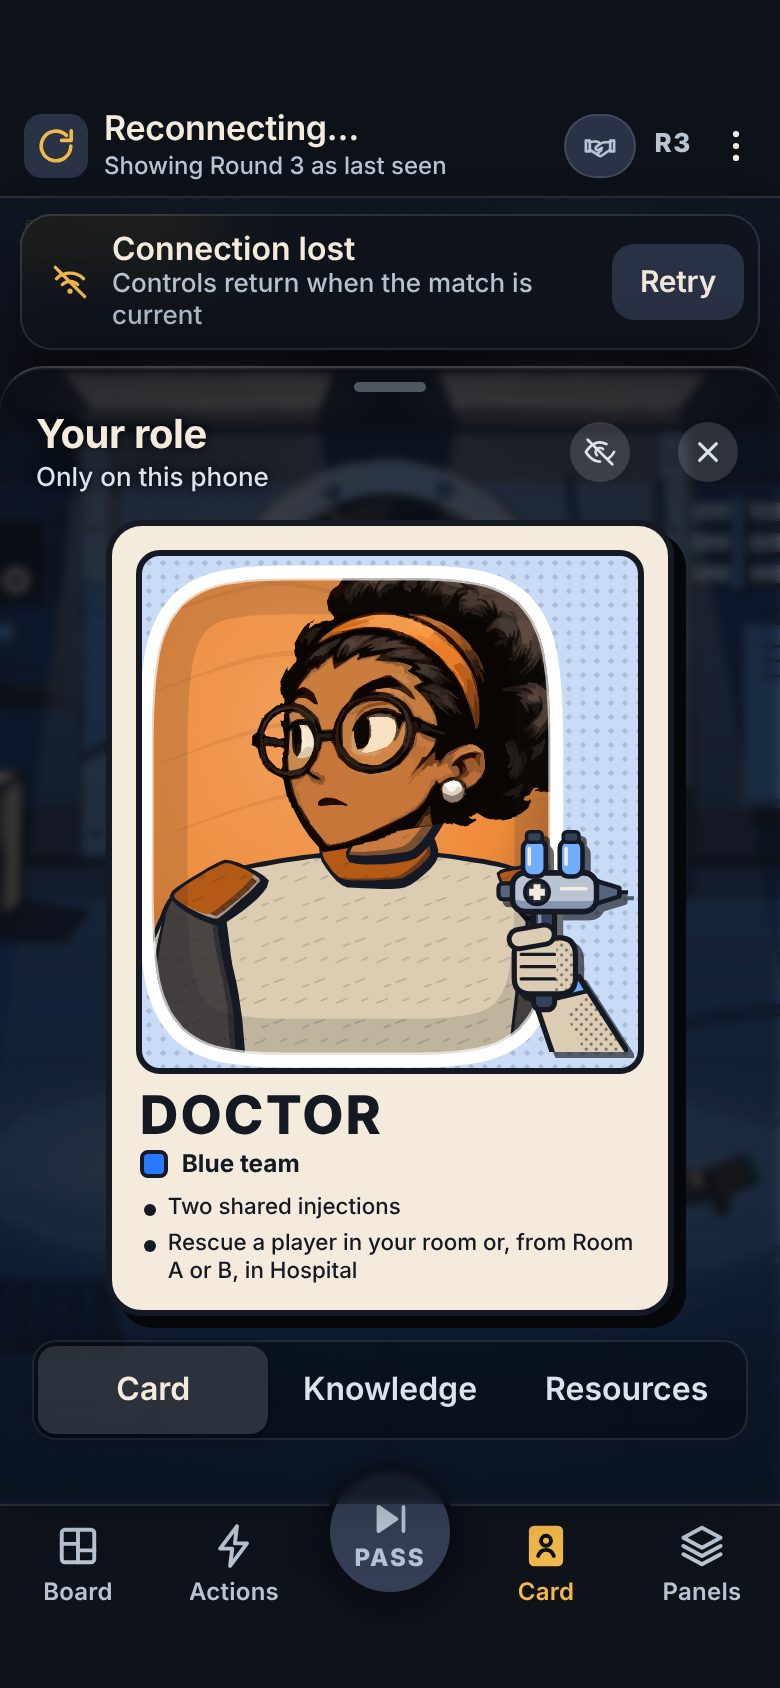 Reconnecting...
Showing Round 3 as last seen
R3
Connection lost
Controls return when the match is
current
Retry
Your role
Only on this phone
DOCTOR
Blue team
Two shared injections
Rescue a player in your room or, from Room
A or B, in Hospital
Card
Knowledge
Resources
PASS
Board
Actions
Card
Panels